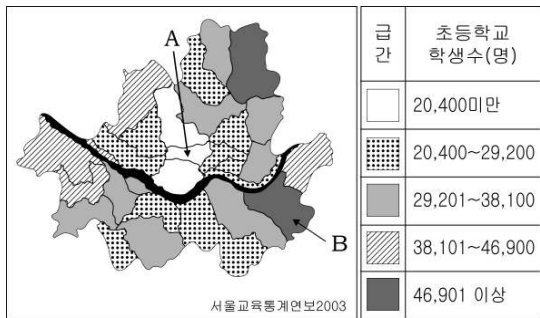 A
B
서울교육통계연보2003
급간
초등학교
학생수(명)
20,400미만
20,400~29,200
29,201~38,100
38,101~46,900
46,901 이상